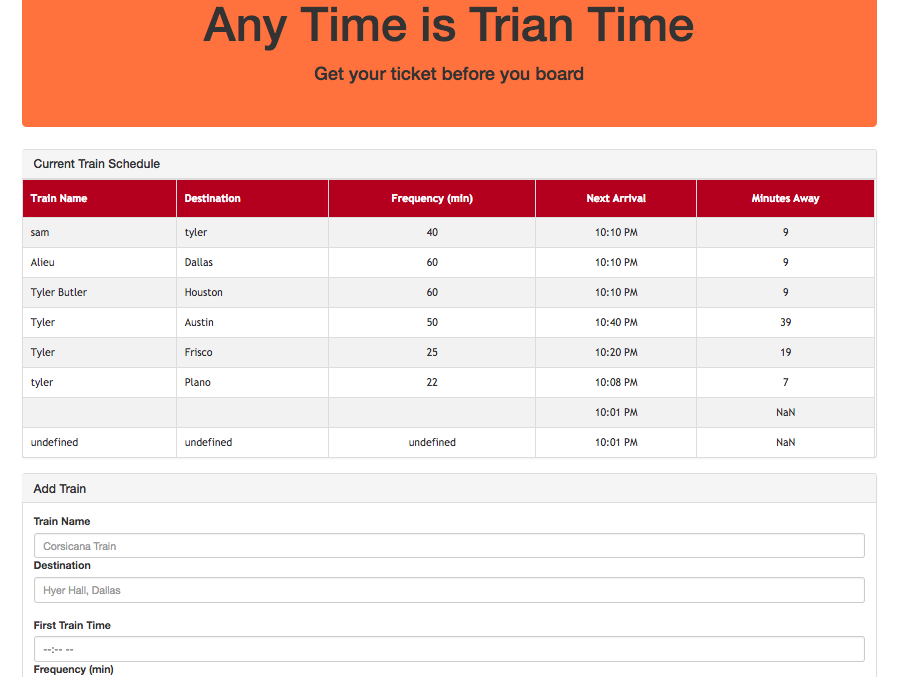 Any Time is Trian Time
Get your ticket before you board
Current Train Schedule
Train Name Destination Frequency (min) Next Arrival Minutes Away
sam tyler 40 10:10 PM 9
Alieu Dallas 60 10:10 PM 9
Tyler Butler Houston 60 10:10 PM 9
Tyler Austin 50 10:40 PM 39
Tyler Frisco 25 10:20 PM 19
tyler Plano 22 10:08 PM 7
10:01 PM NaN
undefined undefined undefined 10:01 PM NaN
Add Train
Train Name
Corsicana Train
Destination
Hyer Hall, Dallas
First Train Time
--:-- --
Frequency (min)